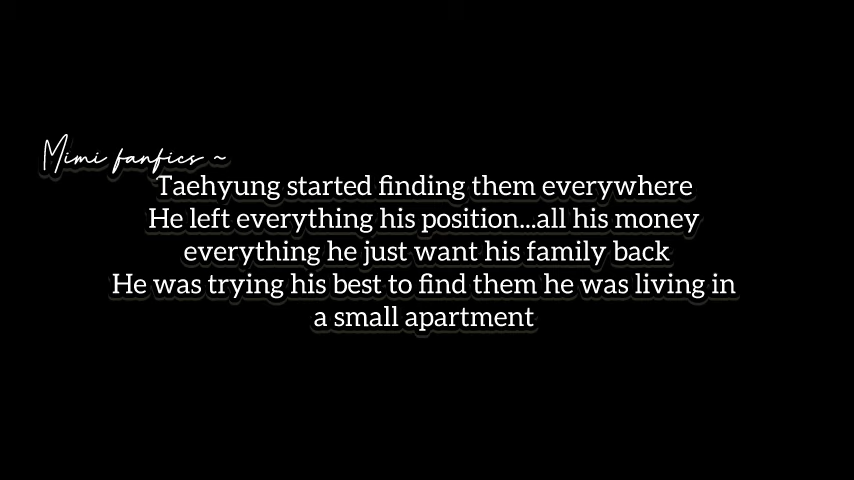 Mimi fanfics ~
Taehyung started finding them everywhere
He left everything his position...all his money
everything he just want his family back
He was trying his best to find them he was living in
a small apartment